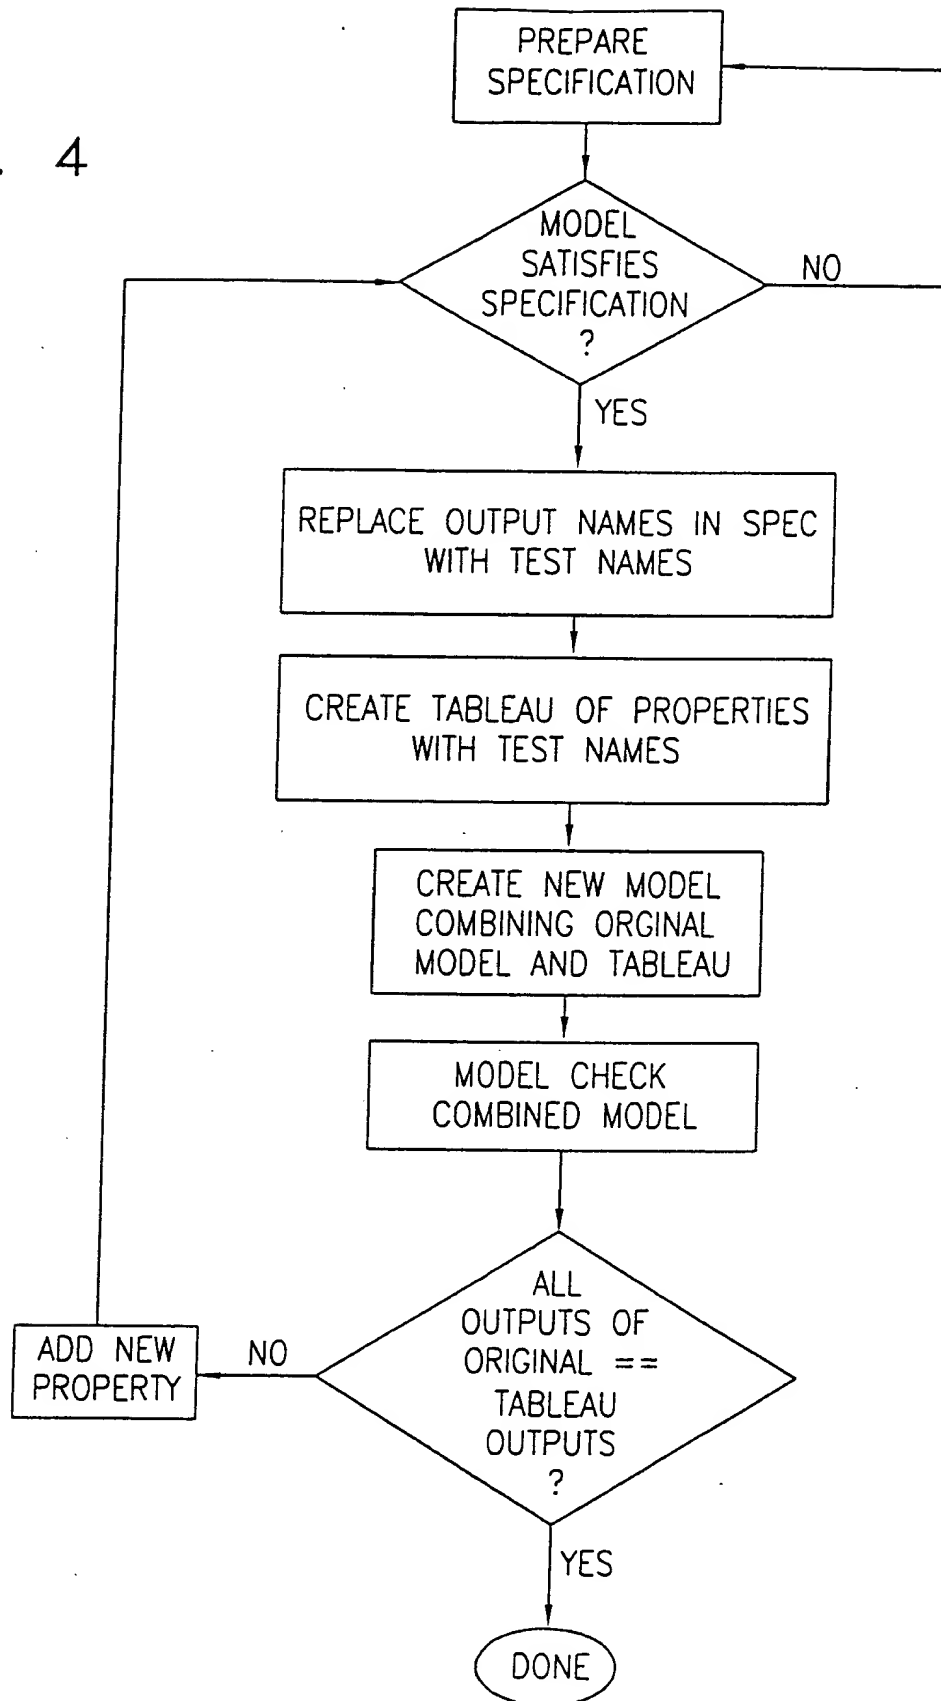 PREPARE
SPECIFICATION
. 4
MODEL
SATISFIES
SPECIFICATION
?
NO
YES
REPLACE OUTPUT NAMES IN SPEC
WITH TEST NAMES
CREATE TABLEAU OF PROPERTIES
WITH TEST NAMES
CREATE NEW MODEL
COMBINING ORGINAL
MODEL AND TABLEAU
MODEL CHECK
COMBINED MODEL
ALL
OUTPUTS OF
ORIGINAL ==
TABLEAU
OUTPUTS
?
NO
ADD NEW
PROPERTY
YES
DONE